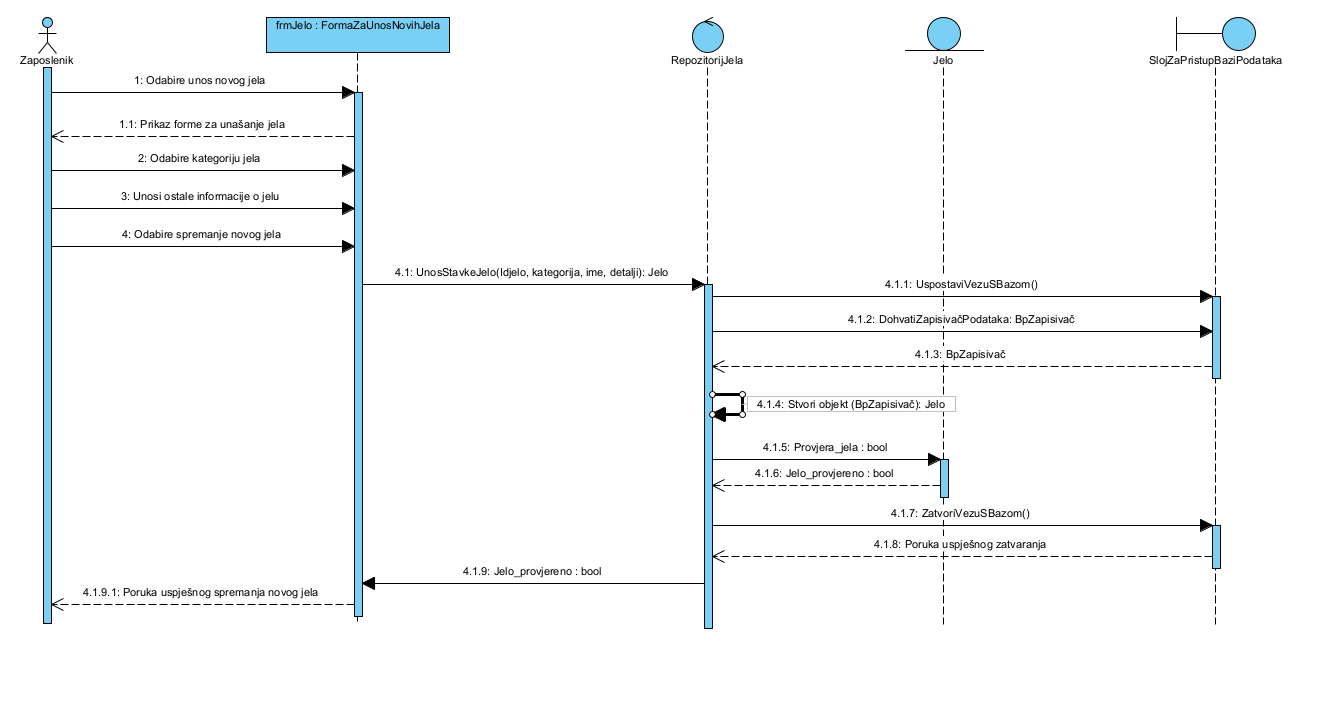 frmJelo : FormaZaUnosNovihJela
Zaposlenik
RepozitorijJela
Jelo
SlojZaPristupBaziPodataka
1: Odabire unos novog jela
1.1: Prikaz forme za unašanje jela
2: Odabire kategoriju jela
3: Unosi ostale informacije o jelu
4: Odabire spremanje novog jela
4.1: UnosStavkeJelo(Idjelo, kategorija, ime, detalji): Jelo
4.1.1: UspostaviVezuSBazom()
4.1.2: DohvatiZapisivačPodataka: BpZapisivač
4.1.3: BpZapisivač
4.1.4: Stvori objekt (BpZapisivač): Jelo
4.1.5: Provjera_jela : bool
4.1.6: Jelo_provjereno : bool
4.1.7: ZatvoriVezuSBazom()
4.1.8: Poruka uspješnog zatvaranja
4.1.9: Jelo_provjereno : bool
4.1.9.1: Poruka uspješnog spremanja novog jela